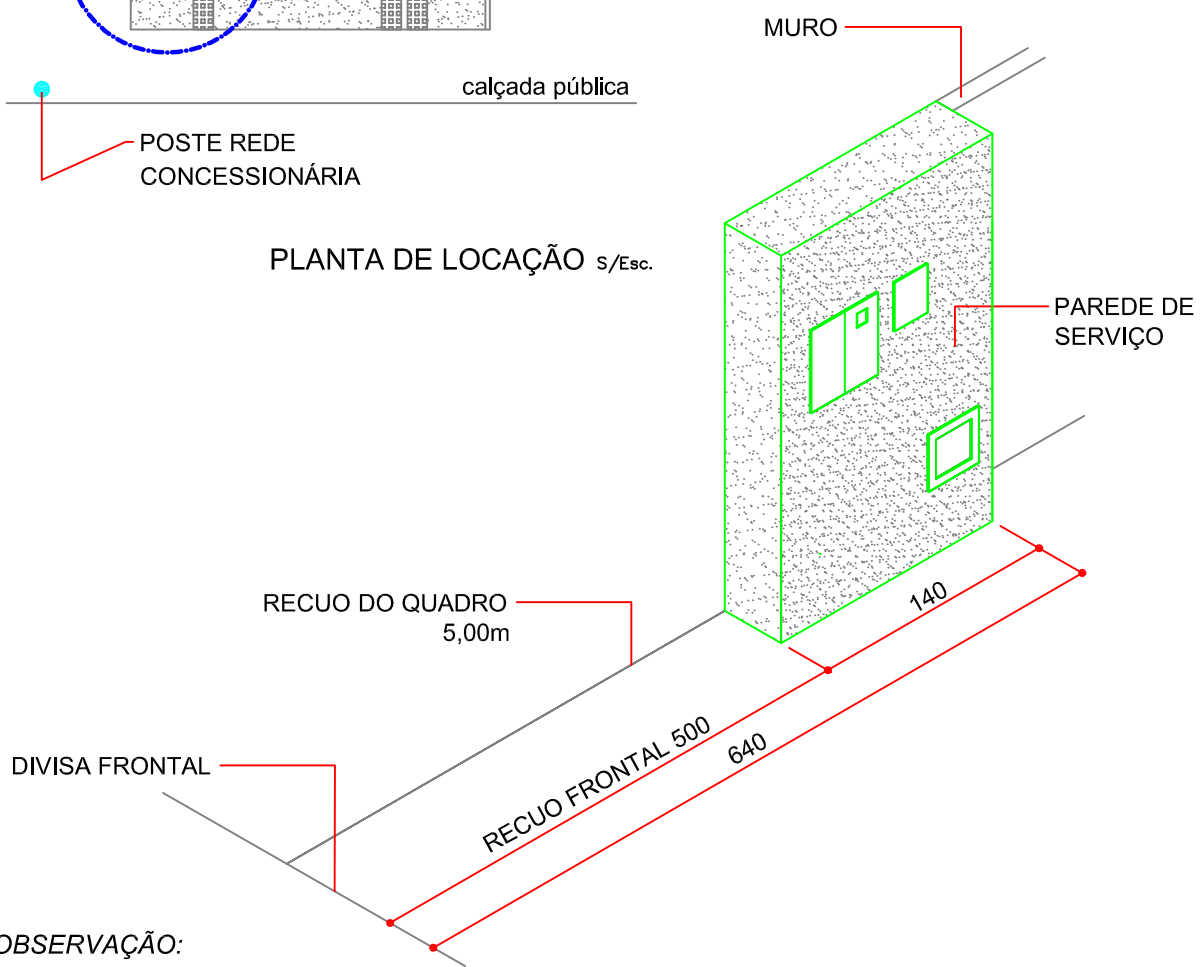 MURO
calçada pública
POSTE REDE
CONCESSIONÁRIA
PLANTA DE LOCAÇÃO S/Esc.
PAREDE DE
SERVIÇO
RECUO DO QUADRO
5,00m
140
RECUO FRONTAL 500
640
DIVISA FRONTAL
OBSERVAÇÃO: